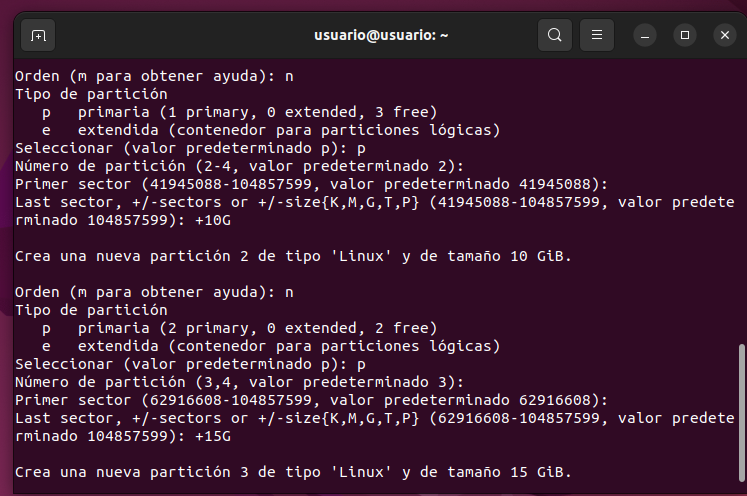 usuario@usuario: ~
Orden (m para obtener ayuda): n
Tipo de partición
   p   primaria (1 primary, 0 extended, 3 free)
   e   extendida (contenedor para particiones lógicas)
Seleccionar (valor predeterminado p): p
Número de partición (2-4, valor predeterminado 2):
Primer sector (41945088-104857599, valor predeterminado 41945088):
Last sector, +/-sectors or +/-size{K,M,G,T,P} (41945088-104857599, valor predete
rminado 104857599): +10G
Crea una nueva partición 2 de tipo 'Linux' y de tamaño 10 GiB.
Orden (m para obtener ayuda): n
Tipo de partición
   p   primaria (2 primary, 0 extended, 2 free)
   e   extendida (contenedor para particiones lógicas)
Seleccionar (valor predeterminado p): p
Número de partición (3,4, valor predeterminado 3):
Primer sector (62916608-104857599, valor predeterminado 62916608):
Last sector, +/-sectors or +/-size{K,M,G,T,P} (62916608-104857599, valor predete
rminado 104857599): +15G
Crea una nueva partición 3 de tipo 'Linux' y de tamaño 15 GiB.